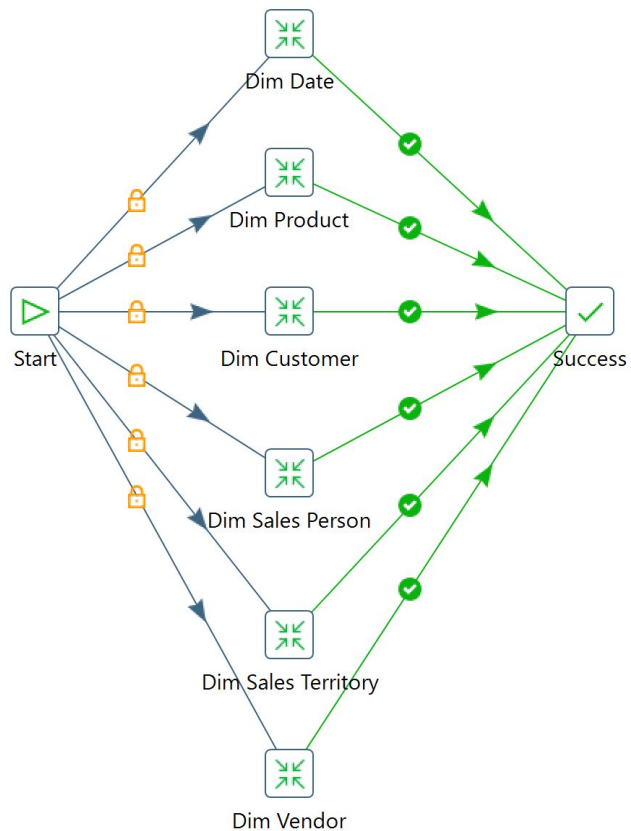 Dim Date
Dim Product
Start
Dim Customer
Success
Dim Sales Person
Dim Sales Territory
Dim Vendor